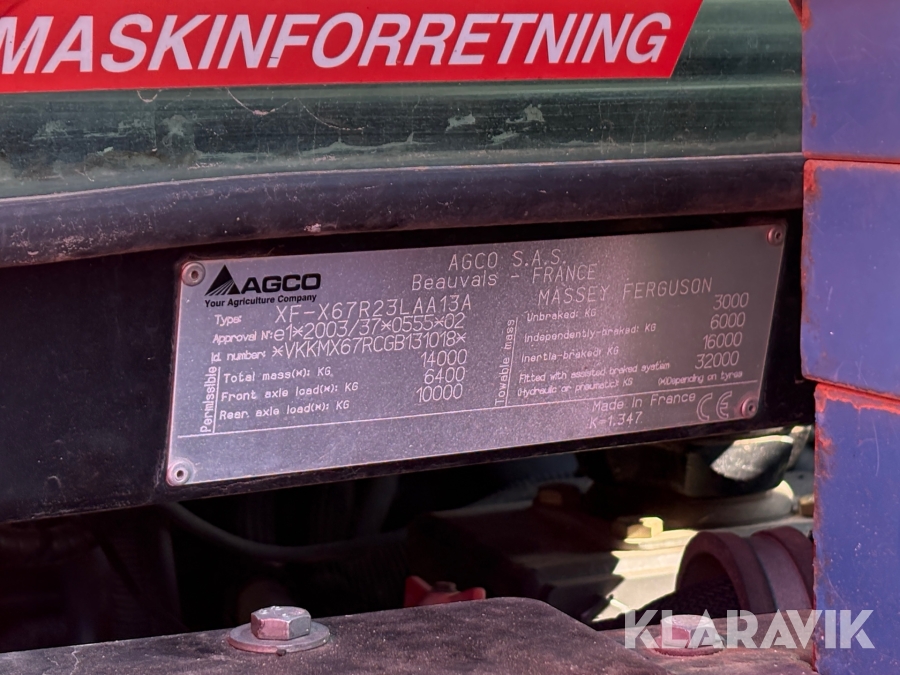 MASKINFORRETNING
AGCO
Your Agriculture Company
AGCO S.A.S.
Beauvais - FRANCE
MASSEY FERGUSON
Type: XF-X67R23LAA13A
Approval N°: e1*2003/37*0555*02
Id. number: *VKKMX67RCGB131018*
Permissible
Total mass(*): KG 14000
Front axle load(*): KG 6400
Rear axle load(*): KG 10000
Towable mass
Unbraked: KG 3000
Independently-braked: KG 6000
Inertia-braked: KG 16000
Fitted with assisted braked system 32000
(Hydraulic or pneumatic): KG (*)Depending on tyres
Made in France
K=1.347
CE
KLARAVIK